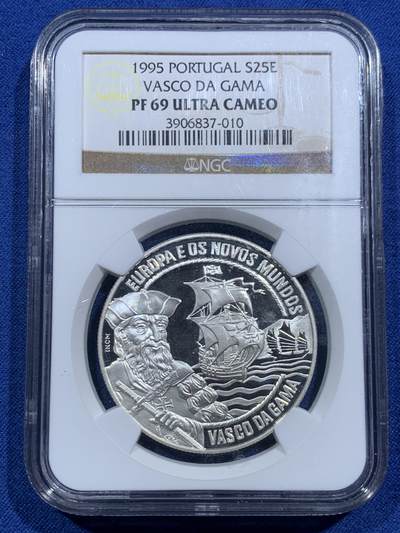 1995 PORTUGAL S25E
VASCO DA GAMA
PF 69 ULTRA CAMEO
3906837-010
NGC
EUROPA E OS NOVOS MUNDOS
INCM
VASCO DA GAMA